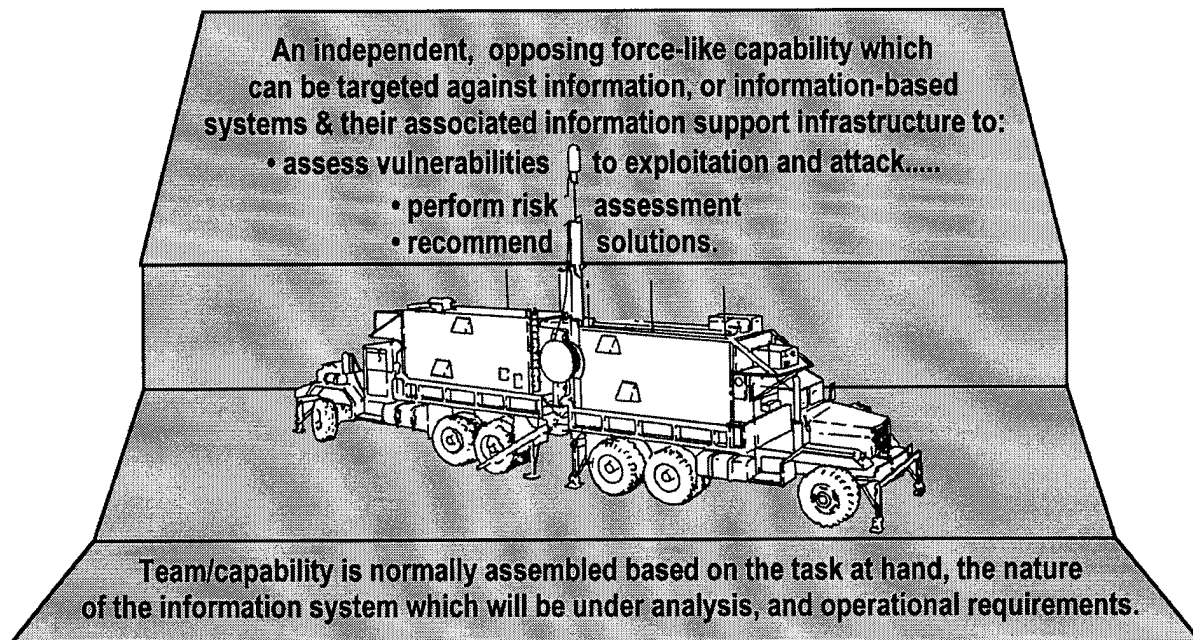 An independent, opposing force-like capability which
can be targeted against information, or information-based
systems & their associated information support infrastructure to:
• assess vulnerabilities to exploitation and attack.....
• perform risk assessment
• recommend solutions.
Team/capability is normally assembled based on the task at hand, the nature
of the information system which will be under analysis, and operational requirements.